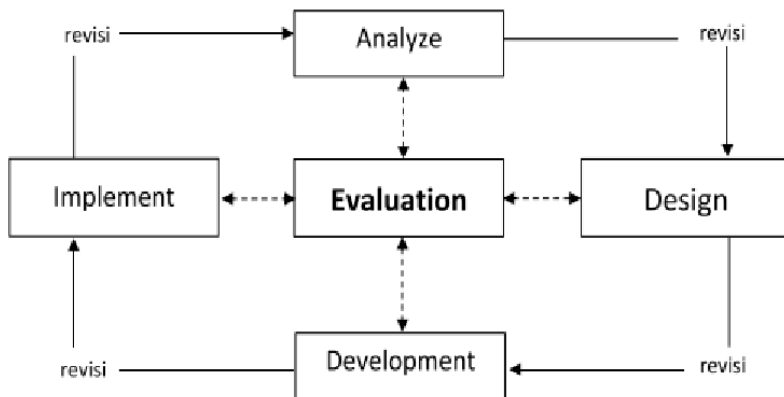 revisi
Analyze
revisi
Implement
Evaluation
Design
revisi
Development
revisi